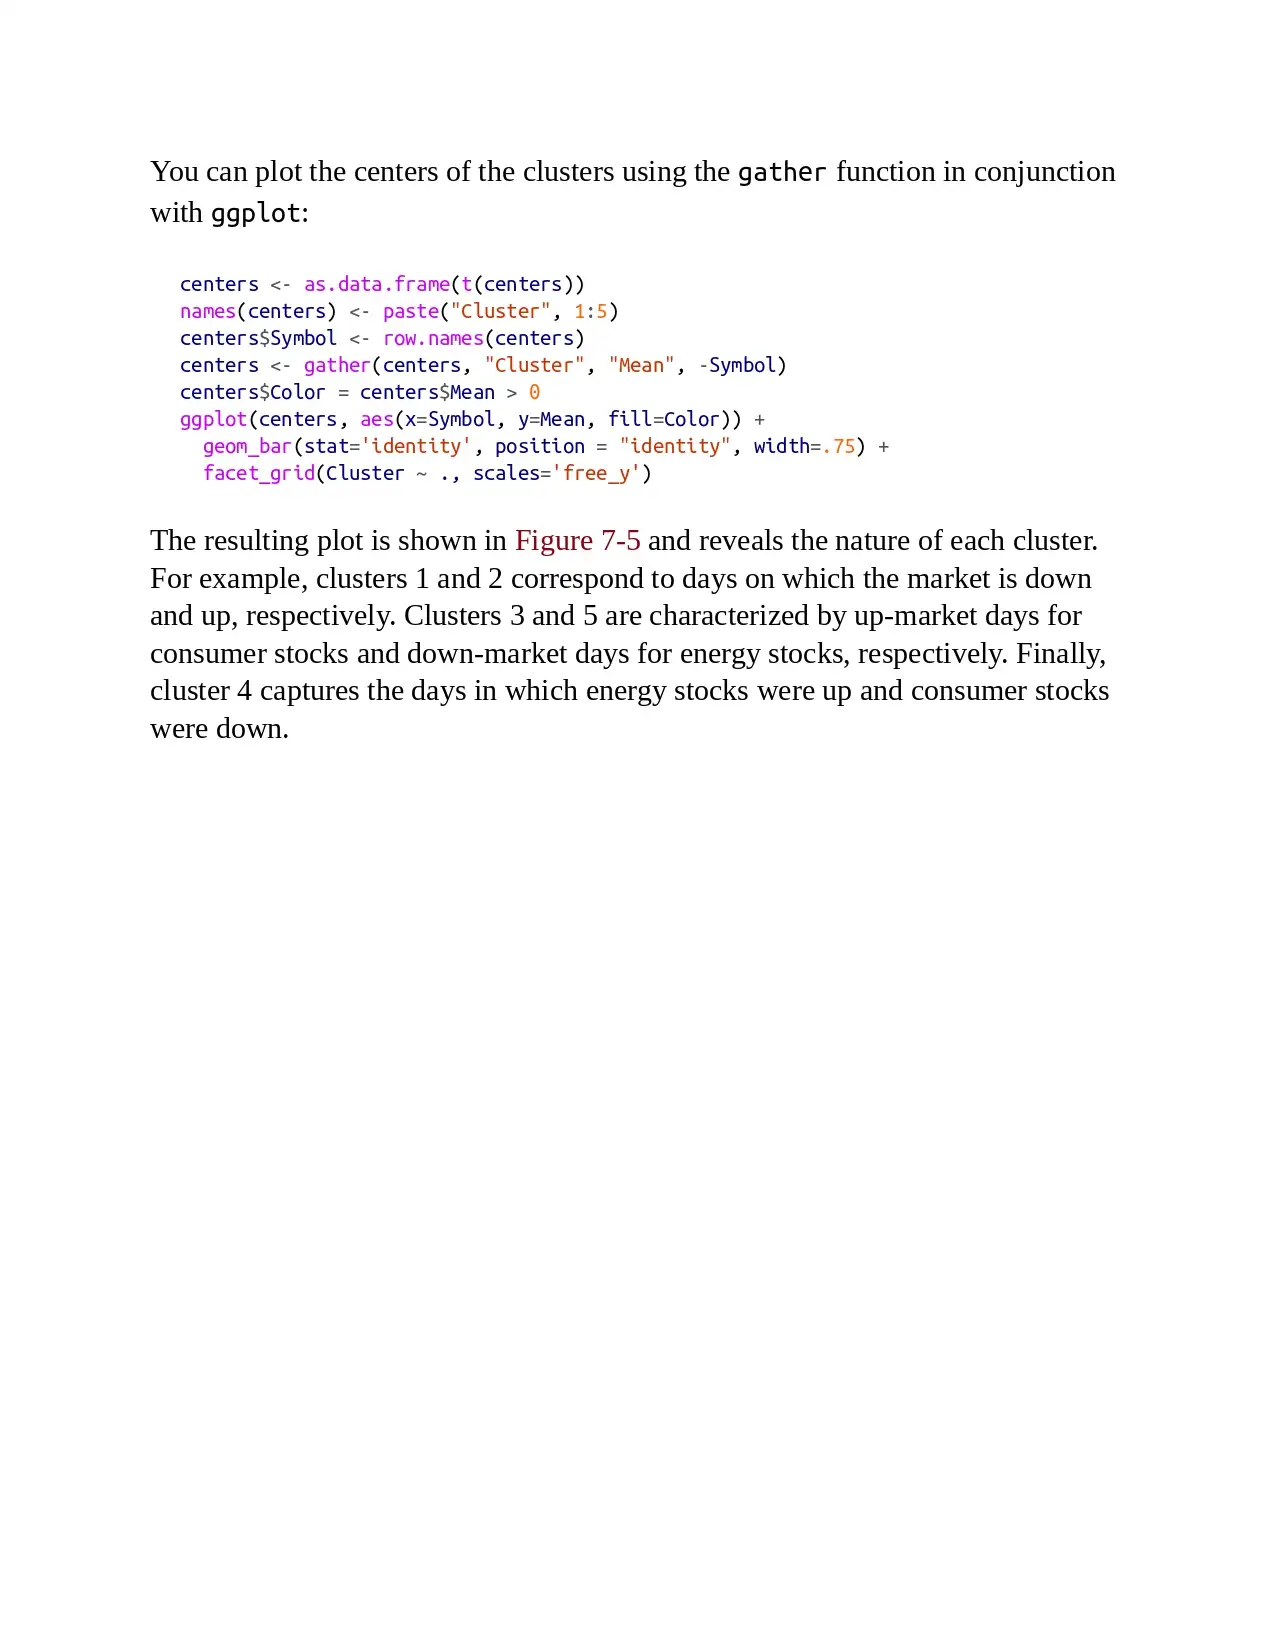 You can plot the centers of the clusters using the gather function in conjunction
with ggplot:
centers <- as.data.frame(t(centers))
names(centers) <- paste("Cluster", 1:5)
centers$Symbol <- row.names(centers)
centers <- gather(centers, "Cluster", "Mean", -Symbol)
centers$Color = centers$Mean > 0
ggplot(centers, aes(x=Symbol, y=Mean, fill=Color)) +
  geom_bar(stat='identity', position = "identity", width=.75) +
  facet_grid(Cluster ~ ., scales='free_y')
The resulting plot is shown in Figure 7-5 and reveals the nature of each cluster.
For example, clusters 1 and 2 correspond to days on which the market is down
and up, respectively. Clusters 3 and 5 are characterized by up-market days for
consumer stocks and down-market days for energy stocks, respectively. Finally,
cluster 4 captures the days in which energy stocks were up and consumer stocks
were down.